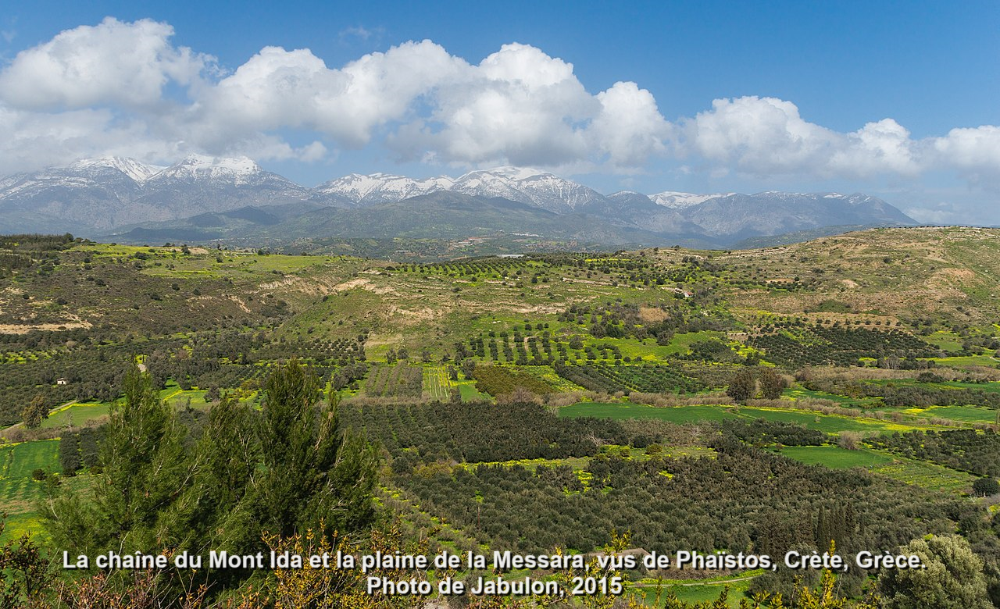 La chaîne du Mont Ida et la plaine de la Messara, vus de Phaïstos, Crète, Grèce.
Photo de Jabulon, 2015